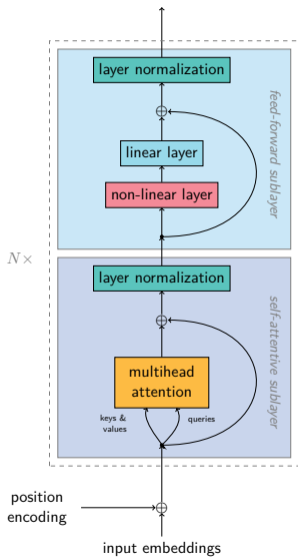 layer normalization
⊕
linear layer
non-linear layer
feed-forward sublayer
N×
layer normalization
⊕
multihead
attention
keys &
values
queries
self-attentive sublayer
position
encoding
⊕
input embeddings